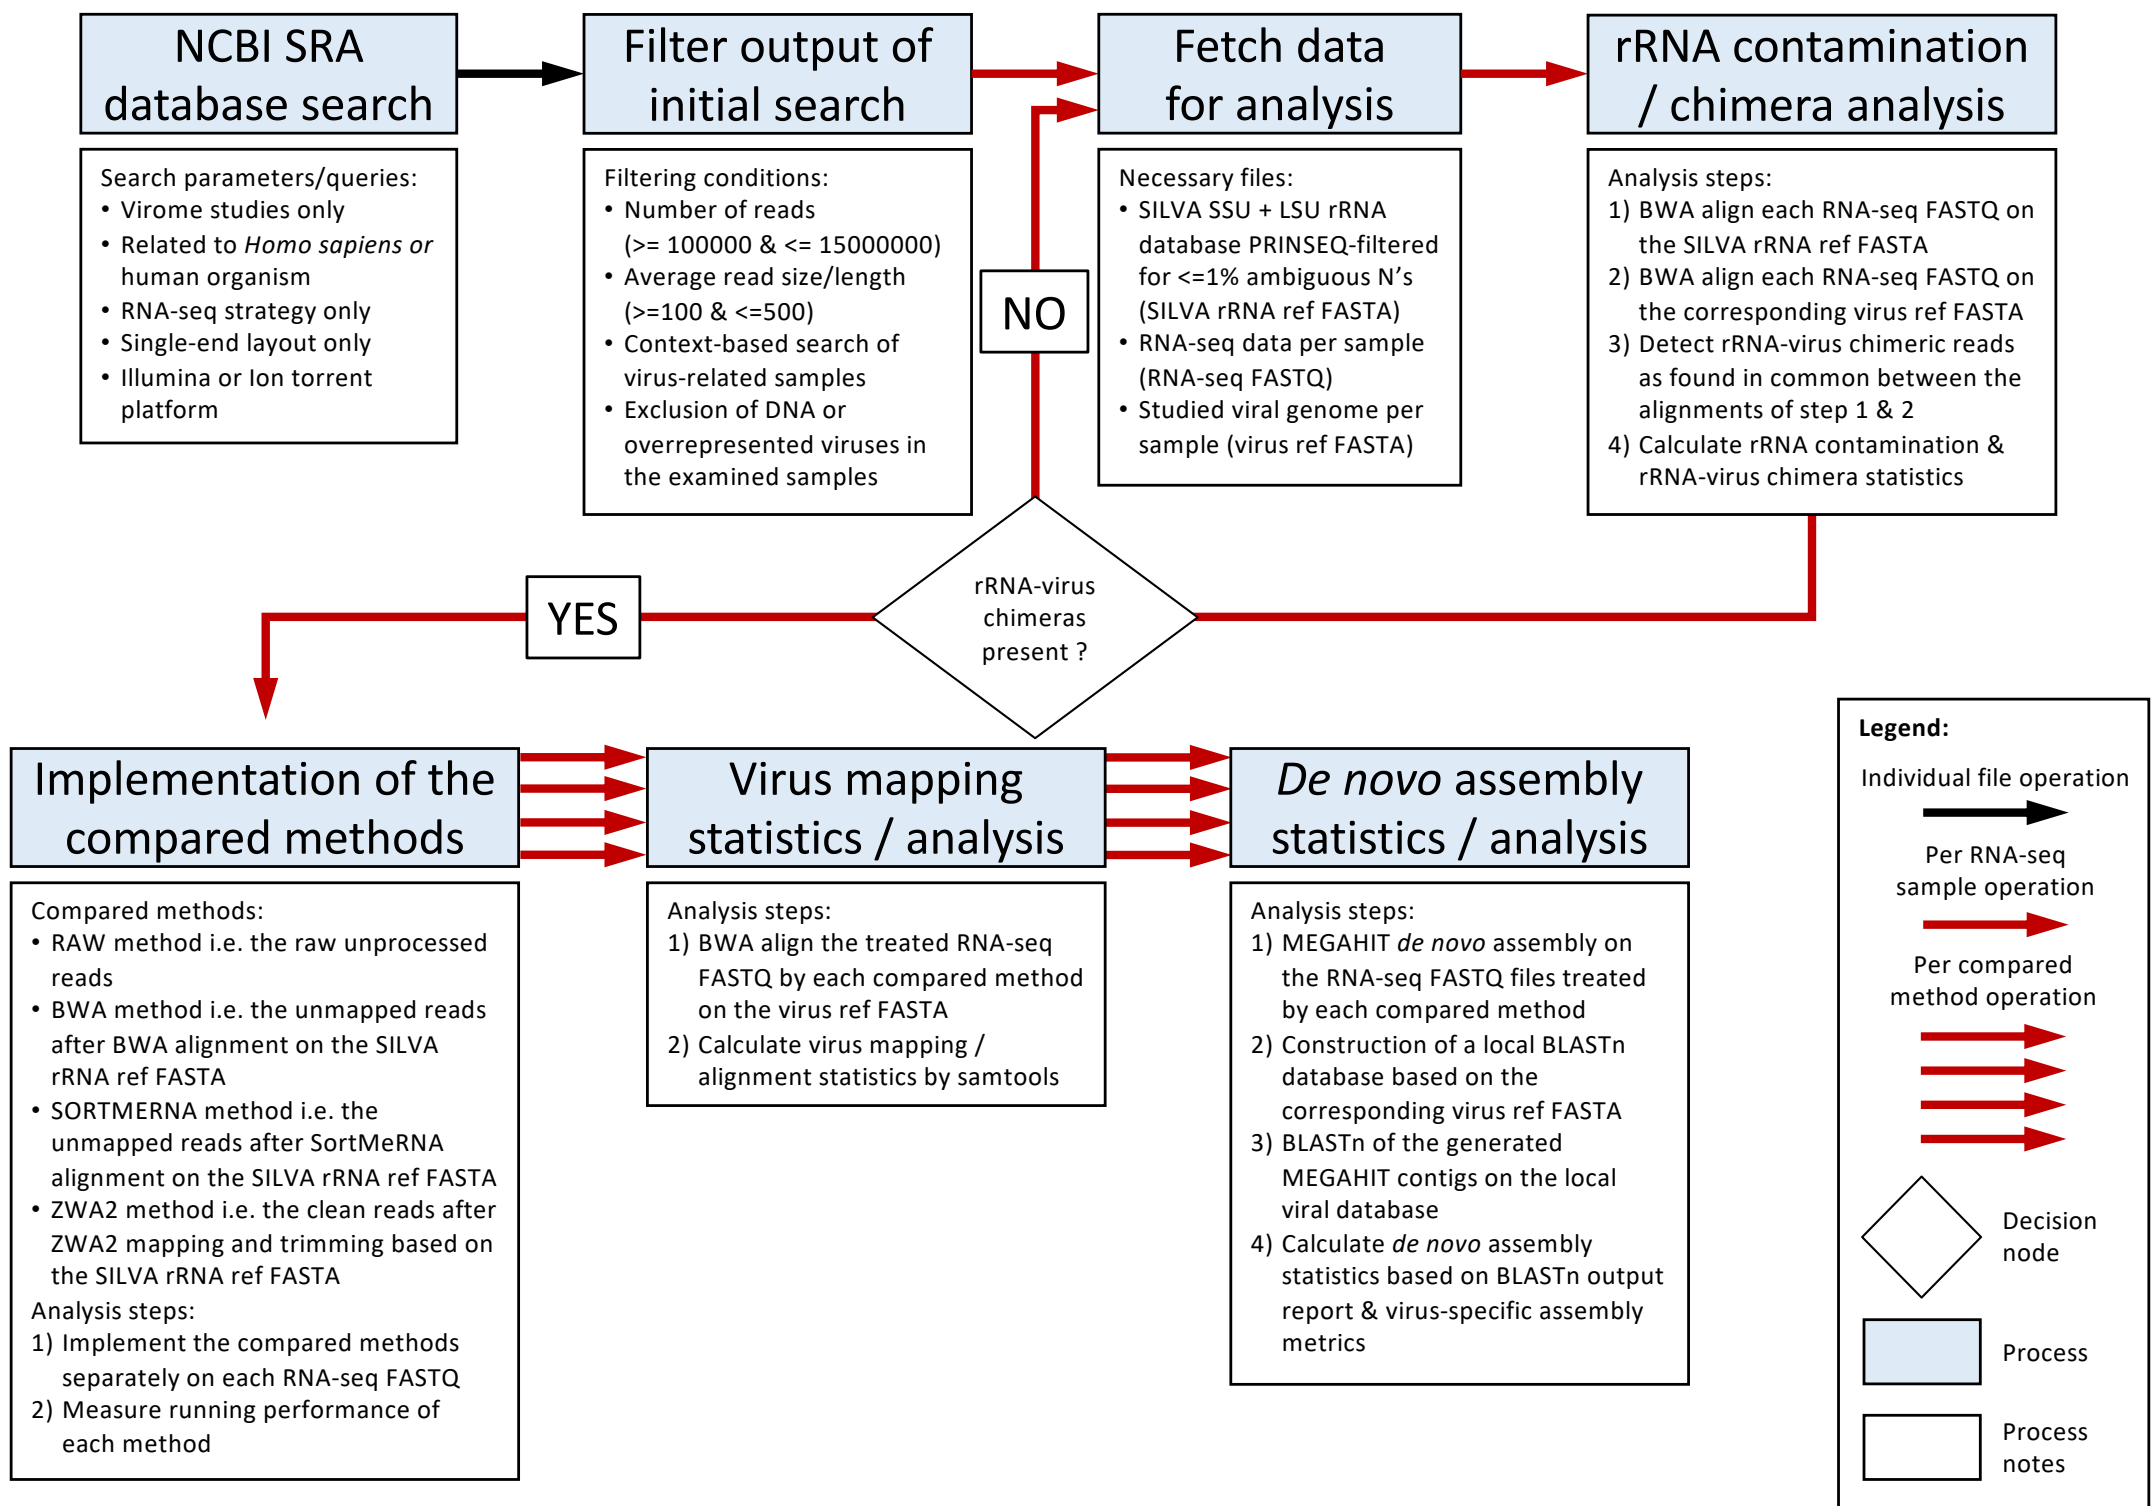 NCBI SRA
database search
Search parameters/queries:
• Virome studies only
• Related to Homo sapiens or
human organism
• RNA-seq strategy only
• Single-end layout only
• Illumina or Ion torrent
platform
Filter output of
initial search
Filtering conditions:
• Number of reads
(>= 100000 & <= 15000000)
• Average read size/length
(>=100 & <=500)
• Context-based search of
virus-related samples
• Exclusion of DNA or
overrepresented viruses in
the examined samples
Fetch data
for analysis
Necessary files:
• SILVA SSU + LSU rRNA
database PRINSEQ-filtered
for <=1% ambiguous N's
(SILVA rRNA ref FASTA)
• RNA-seq data per sample
(RNA-seq FASTQ)
• Studied viral genome per
sample (virus ref FASTA)
rRNA contamination
/ chimera analysis
Analysis steps:
1) BWA align each RNA-seq FASTQ on
the SILVA rRNA ref FASTA
2) BWA align each RNA-seq FASTQ on
the corresponding virus ref FASTA
3) Detect rRNA-virus chimeric reads
as found in common between the
alignments of step 1 & 2
4) Calculate rRNA contamination &
rRNA-virus chimera statistics
NO
YES
rRNA-virus
chimeras
present ?
Implementation of the
compared methods
Compared methods:
• RAW method i.e. the raw unprocessed
reads
• BWA method i.e. the unmapped reads
after BWA alignment on the SILVA
rRNA ref FASTA
• SORTMERNA method i.e. the
unmapped reads after SortMeRNA
alignment on the SILVA rRNA ref FASTA
• ZWA2 method i.e. the clean reads after
ZWA2 mapping and trimming based on
the SILVA rRNA ref FASTA
Analysis steps:
1) Implement the compared methods
separately on each RNA-seq FASTQ
2) Measure running performance of
each method
Virus mapping
statistics / analysis
Analysis steps:
1) BWA align the treated RNA-seq
FASTQ by each compared method
on the virus ref FASTA
2) Calculate virus mapping /
alignment statistics by samtools
De novo assembly
statistics / analysis
Analysis steps:
1) MEGAHIT de novo assembly on
the RNA-seq FASTQ files treated
by each compared method
2) Construction of a local BLASTn
database based on the
corresponding virus ref FASTA
3) BLASTn of the generated
MEGAHIT contigs on the local
viral database
4) Calculate de novo assembly
statistics based on BLASTn output
report & virus-specific assembly
metrics
Legend:
Individual file operation
Per RNA-seq
sample operation
Per compared
method operation
Decision
node
Process
Process
notes